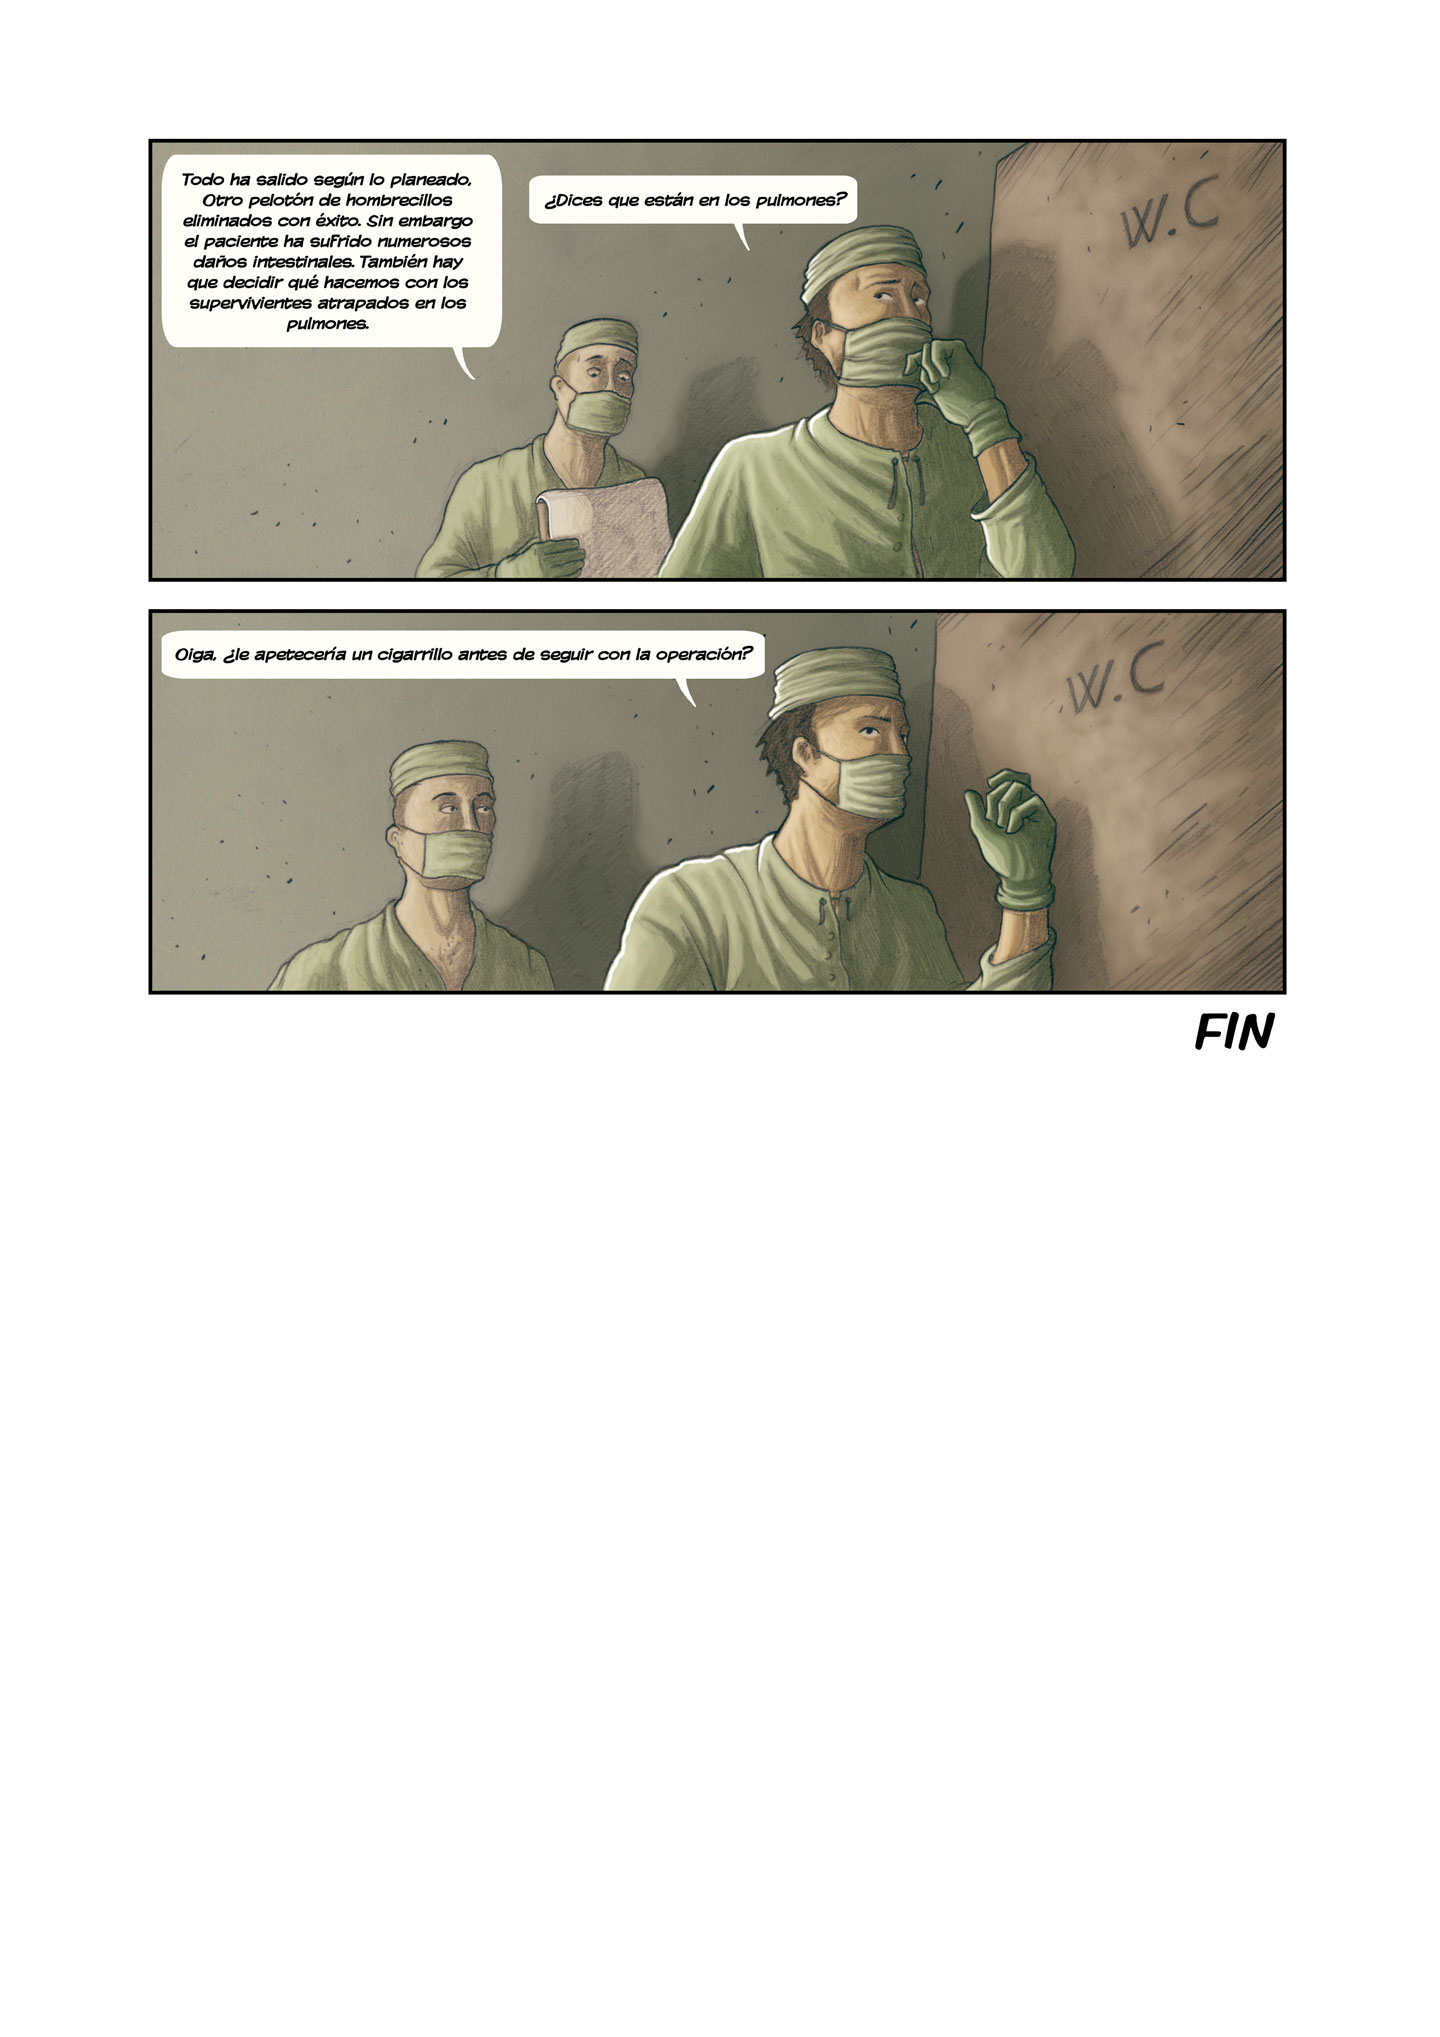 Todo ha salido según lo planeado,
Otro pelotón de hombrecillos
eliminados con éxito. Sin embargo
el paciente ha sufrido numerosos
daños intestinales. También hay
que decidir qué hacemos con los
supervivientes atrapados en los
pulmones.
¿Dices que están en los pulmones?
W.C
Oiga, ¿le apetecería un cigarrillo antes de seguir con la operación?
W.C
FIN